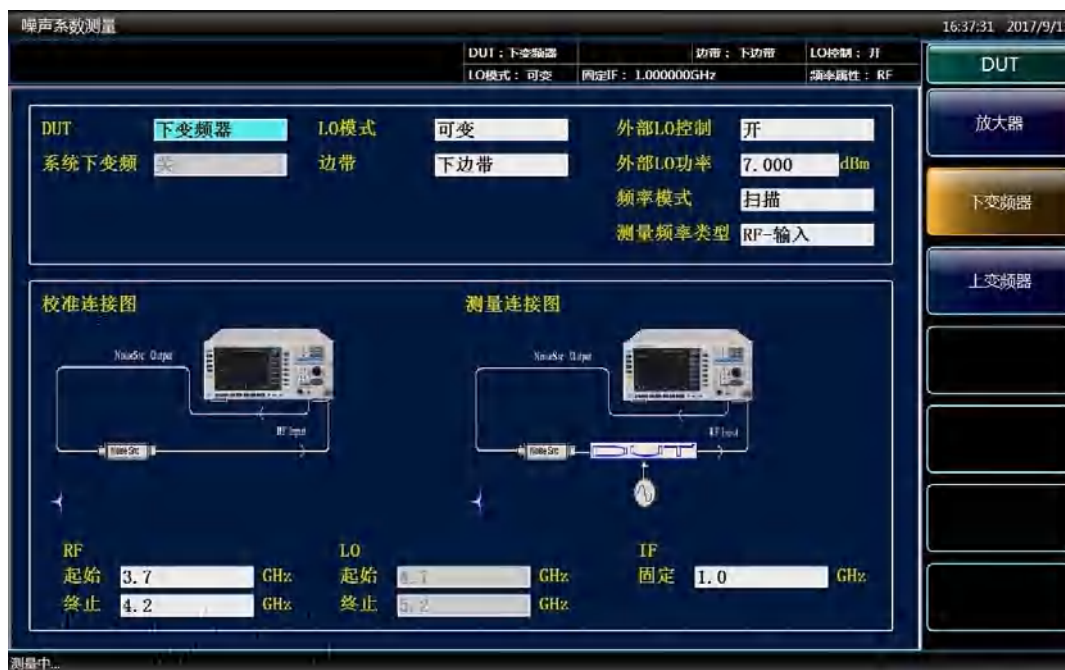 噪声系数测量 16:37:31 2017/9/1
DUT：下变频器 边带： 下边带 LO控制： 开
LO模式： 可变 固定IF： 1.000000GHz 频率属性： RF
DUT
放大器
下变频器
上变频器
DUT 下变频器 LO模式 可变 外部LO控制 开
系统下变频 关 边带 下边带 外部LO功率 7.000 dBm
频率模式 扫描
测量频率类型 RF-输入
校准连接图 测量连接图
NoiseSrc Output NoiseSrc Output
RF Input RF Input
Noise Src Noise Src DUT
RF LO IF
起始 3.7 GHz 起始 4.7 GHz 固定 1.0 GHz
终止 4.2 GHz 终止 5.2 GHz
测量中...